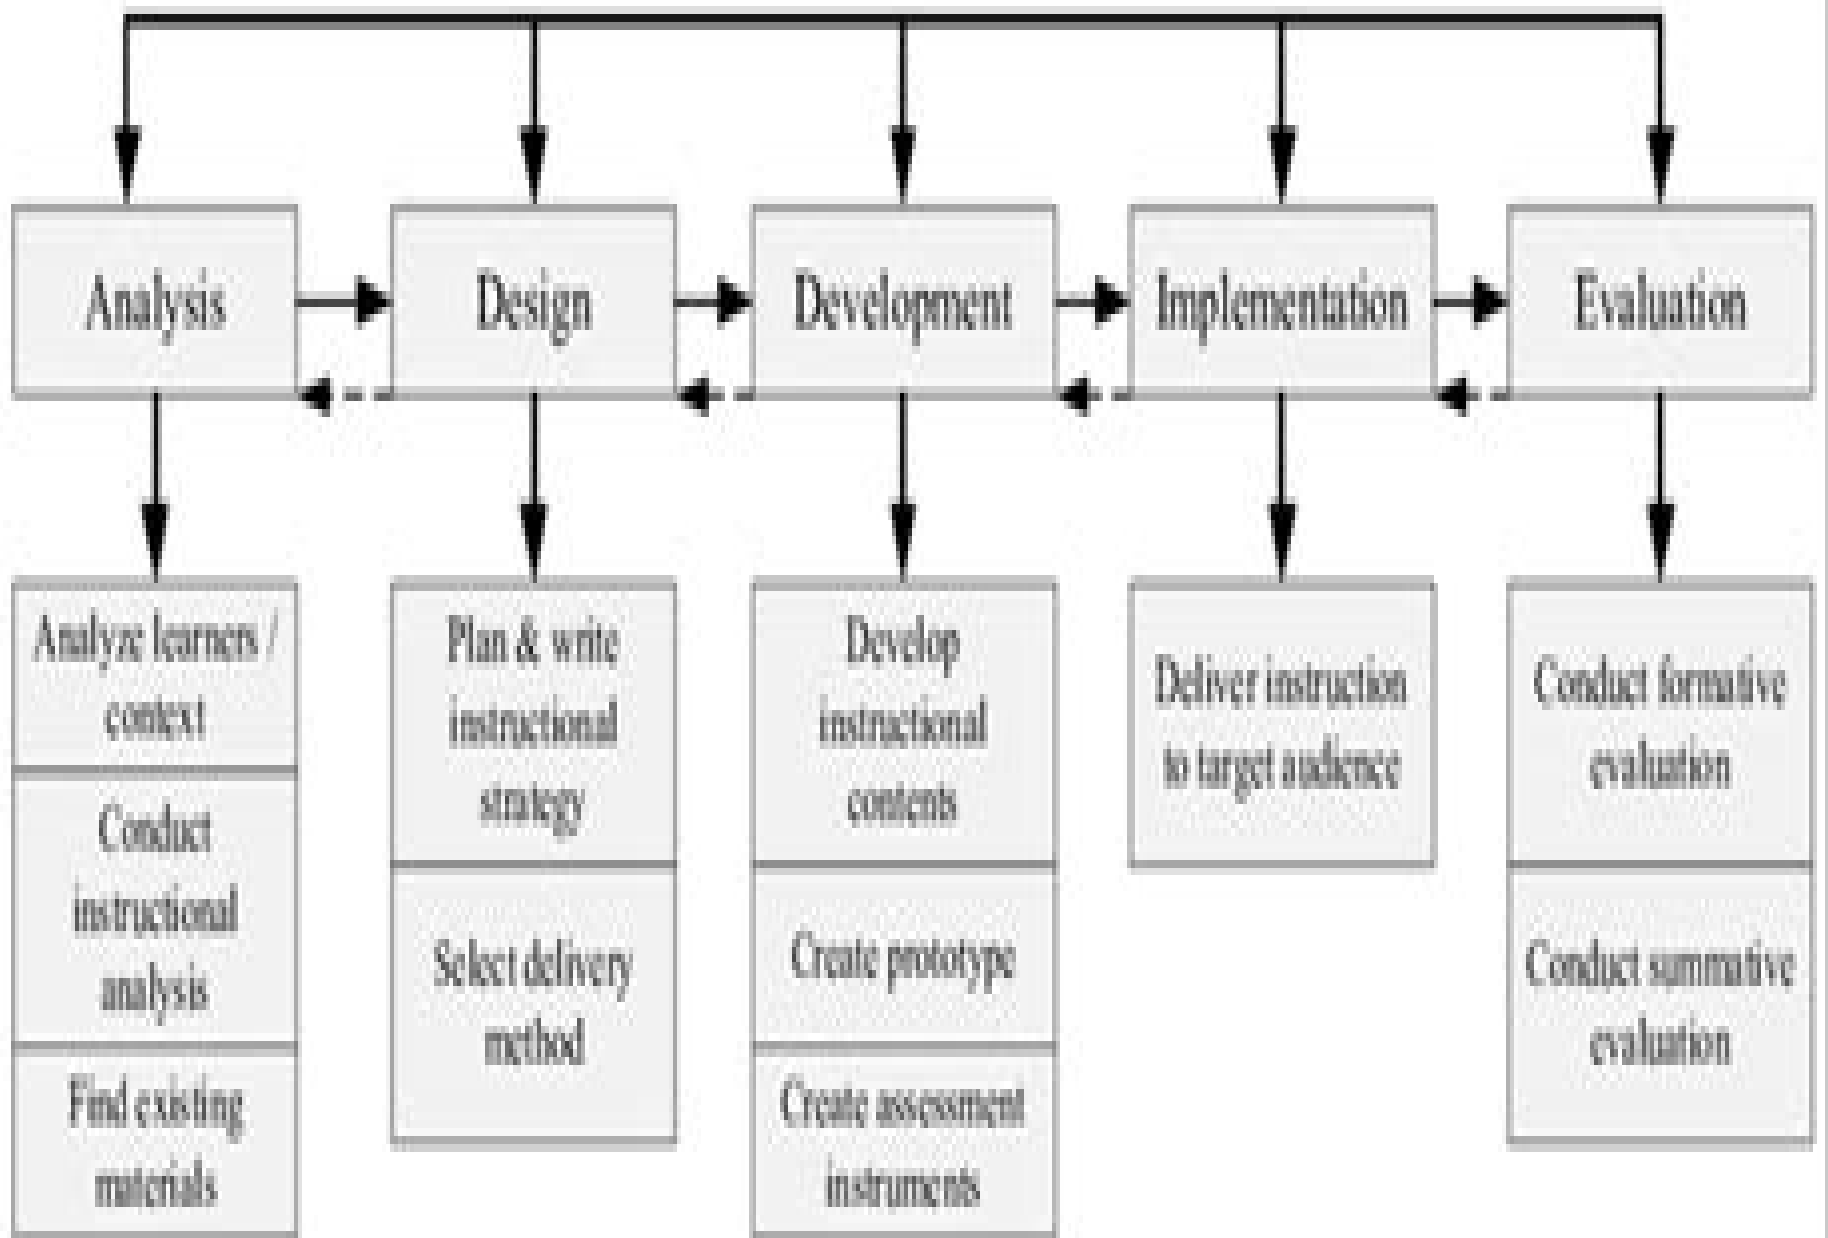 Analysis
Design
Development
Implementation
Evaluation
Analyze learners /
context
Conduct
instructional
analysis
Find existing
materials
Plan & write
instructional
strategy
Select delivery
method
Develop
instructional
contents
Create prototype
Create assessment
instruments
Deliver instruction
to target audience
Conduct formative
evaluation
Conduct summative
evaluation